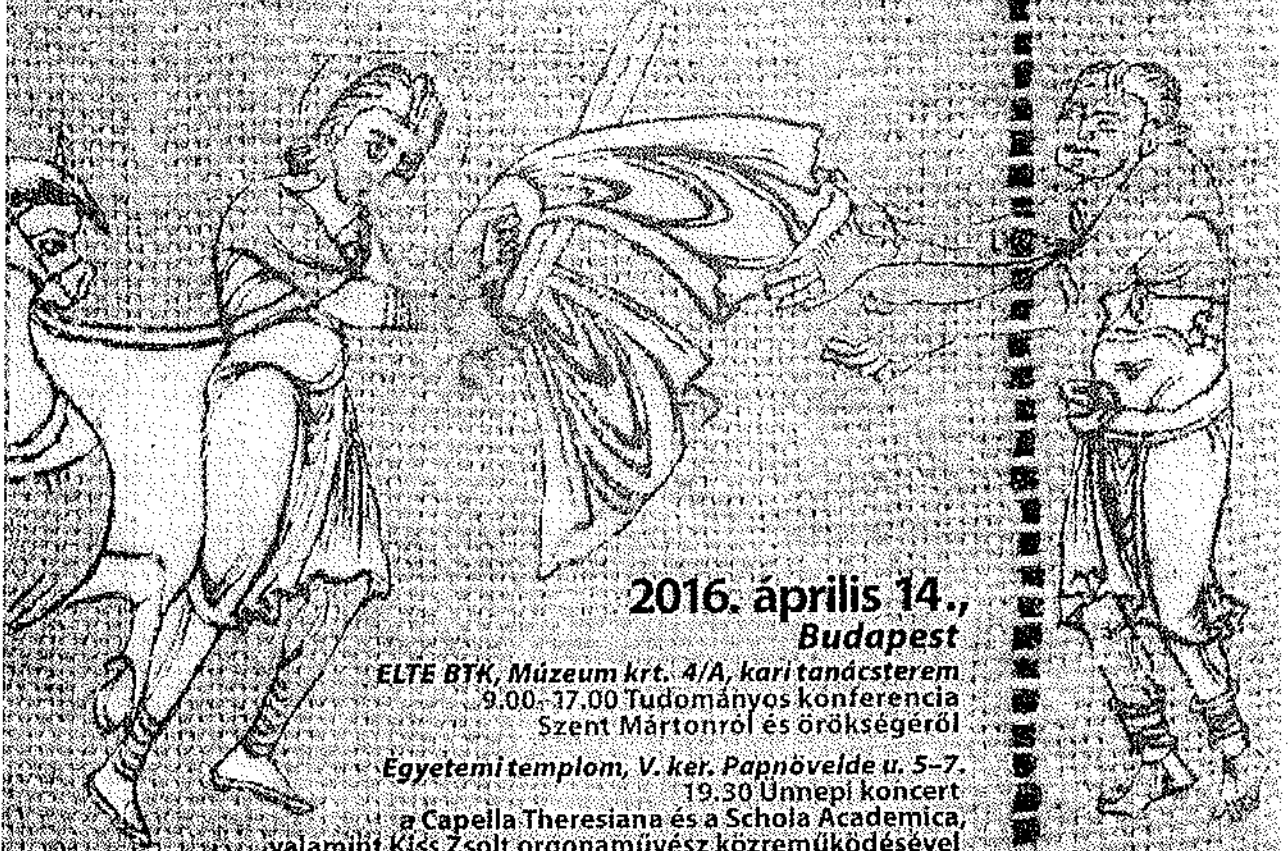 2016. április 14.,
Budapest
ELTE BTK, Múzeum krt. 4/A, kari tanácsterem
9.00–17.00 Tudományos konferencia
Szent Mártonról és örökségéről
Egyetemi templom, V. ker. Papnövelde u. 5–7.
19.30 Ünnepi koncert
a Capella Theresiana és a Schola Academica,
valamint Kiss Zsolt orgonaművész közreműködésével